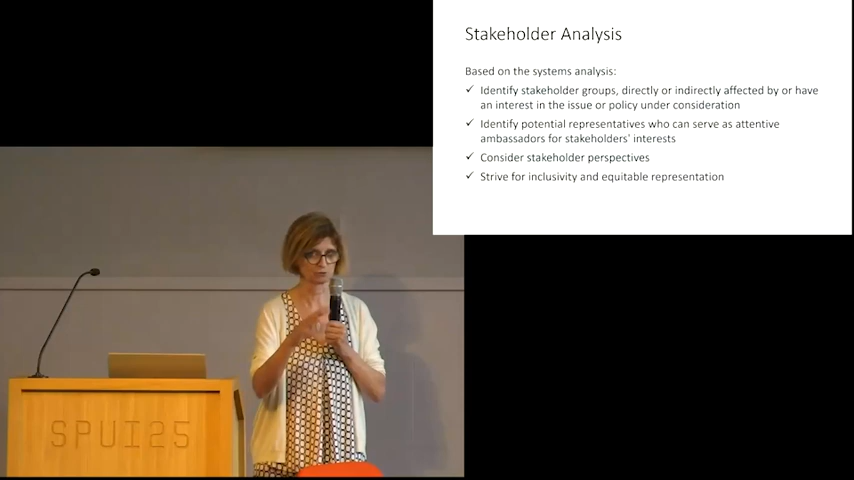 Stakeholder Analysis
Based on the systems analysis:
✓ Identify stakeholder groups, directly or indirectly affected by or have
an interest in the issue or policy under consideration
✓ Identify potential representatives who can serve as attentive
ambassadors for stakeholders' interests
✓ Consider stakeholder perspectives
✓ Strive for inclusivity and equitable representation
SPUI25